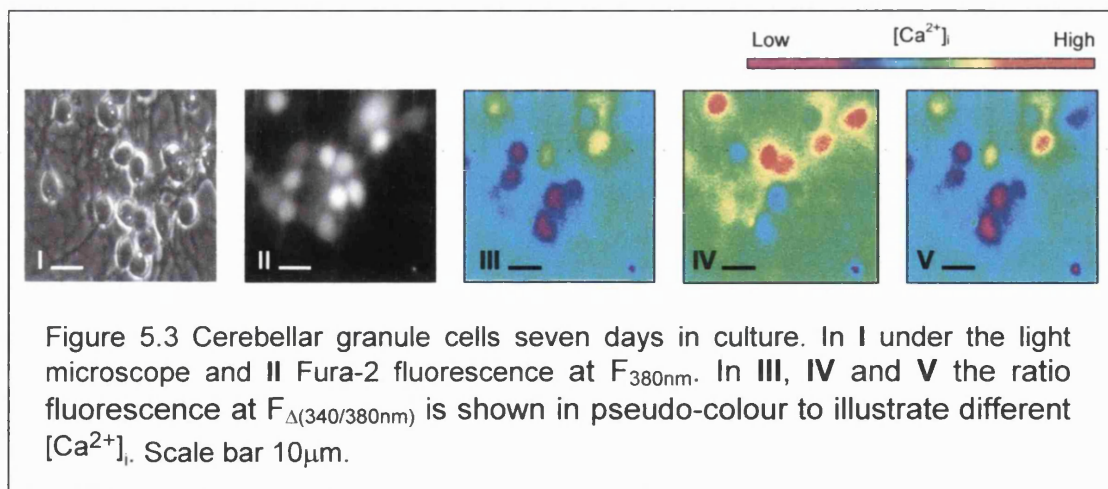 Low [Ca²⁺]ᵢ High
I II III IV V
Figure 5.3 Cerebellar granule cells seven days in culture. In I under the light
microscope and II Fura-2 fluorescence at F₃₈₀nm. In III, IV and V the ratio
fluorescence at F_Δ(340/380nm) is shown in pseudo-colour to illustrate different
[Ca²⁺]ᵢ. Scale bar 10μm.